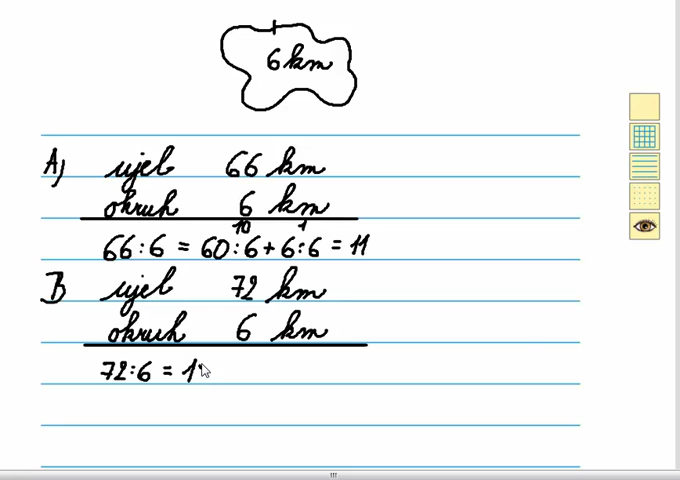 6 km
A) ujel 66 km
okruh 6 km
10 1
66:6 = 60:6 + 6:6 = 11
B ujel 72 km
okruh 6 km
72:6 = 1